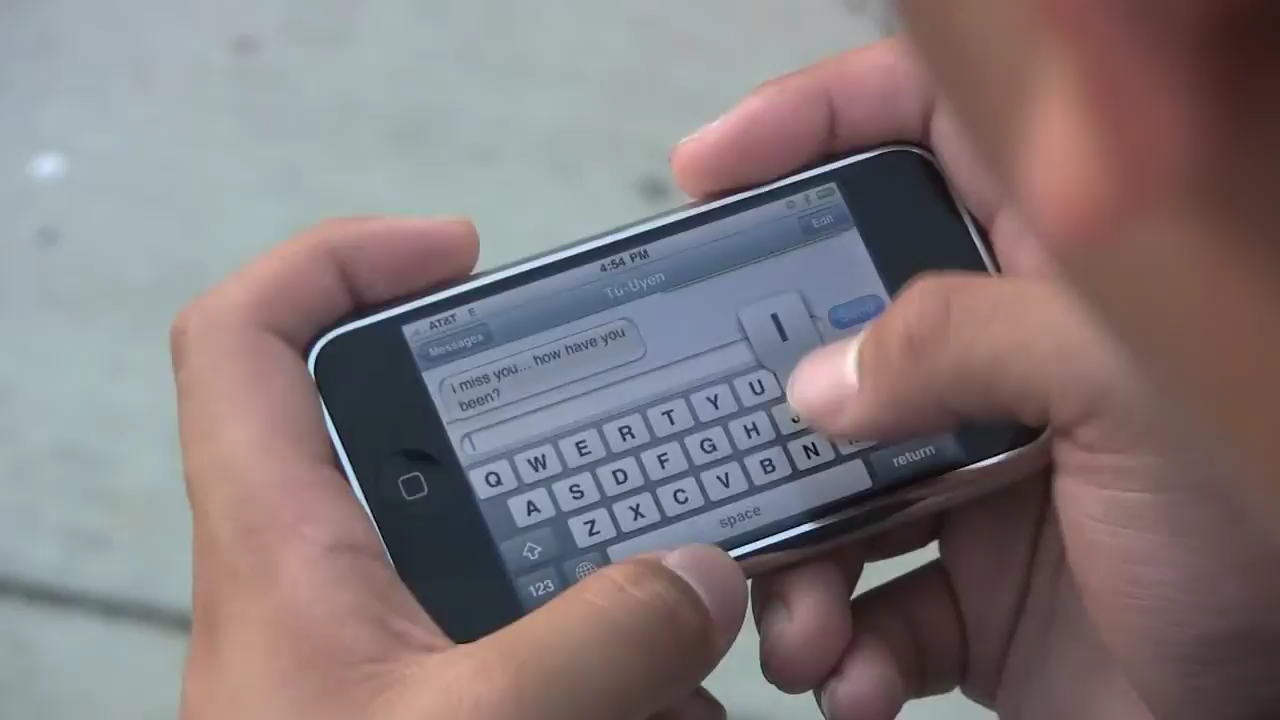 AT&T E
4:54 PM
Messages
Tu-Uyen
Edit
I miss you... how have you
been?
I
Q W E R T Y U
A S D F G H J
Z X C V B N
123
space
return